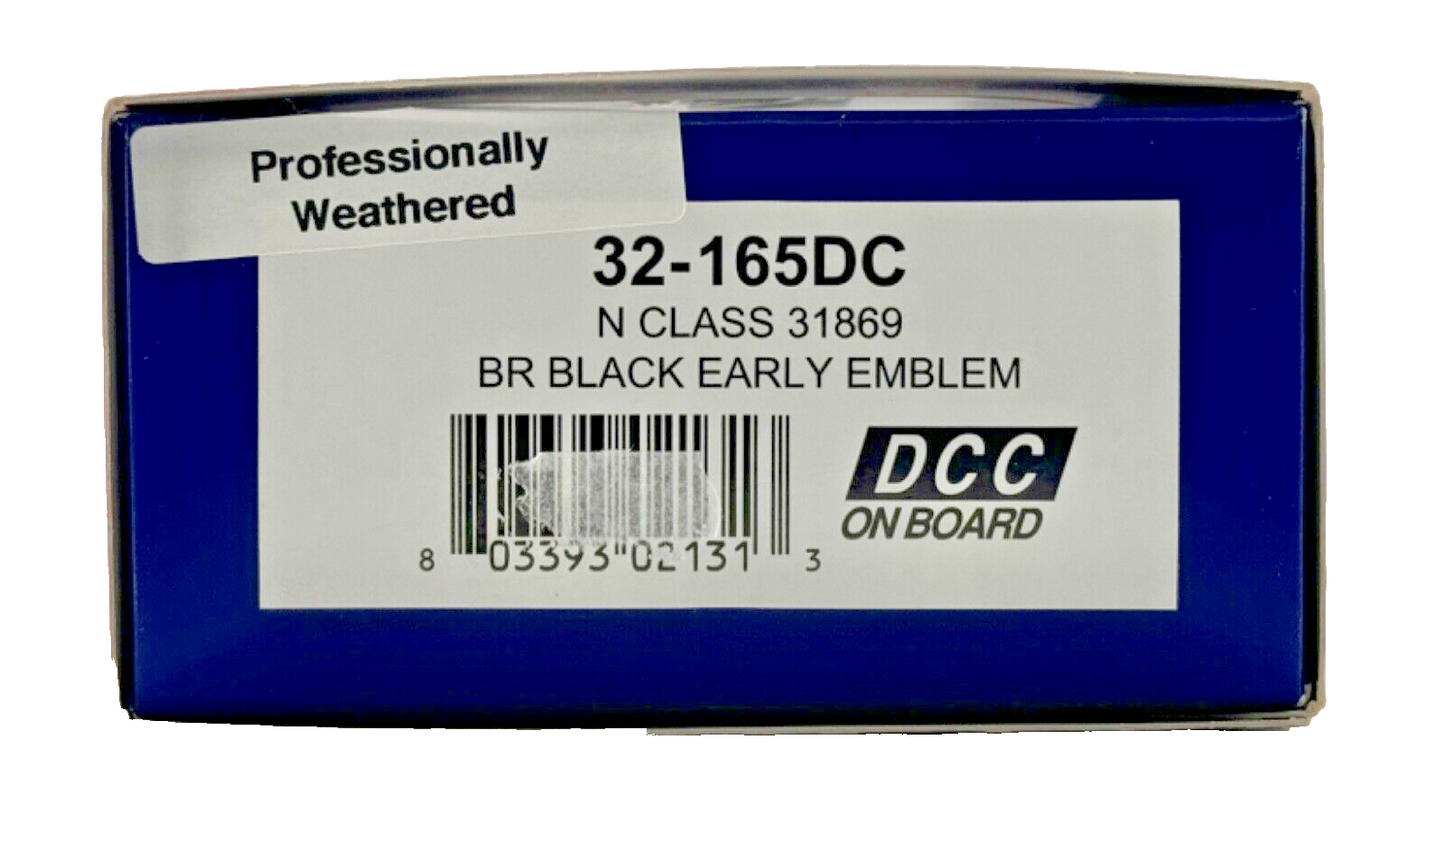 Professionally
Weathered
32-165DC
N CLASS 31869
BR BLACK EARLY EMBLEM
DCC
ON BOARD
8 03393 02131 3